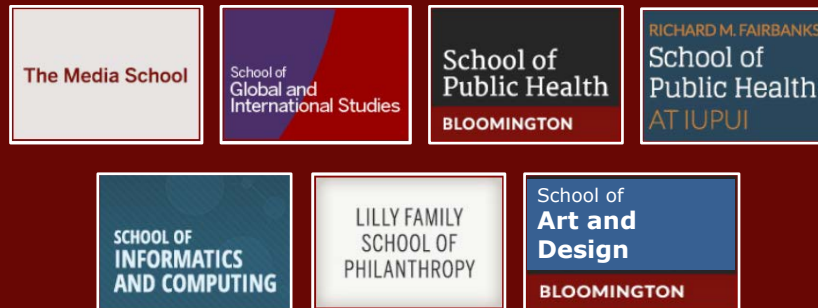 The Media School
School of
Global and
International Studies
School of
Public Health
BLOOMINGTON
RICHARD M. FAIRBANKS
School of
Public Health
AT IUPUI
SCHOOL OF
INFORMATICS
AND COMPUTING
LILLY FAMILY
SCHOOL OF
PHILANTHROPY
School of
Art and
Design
BLOOMINGTON